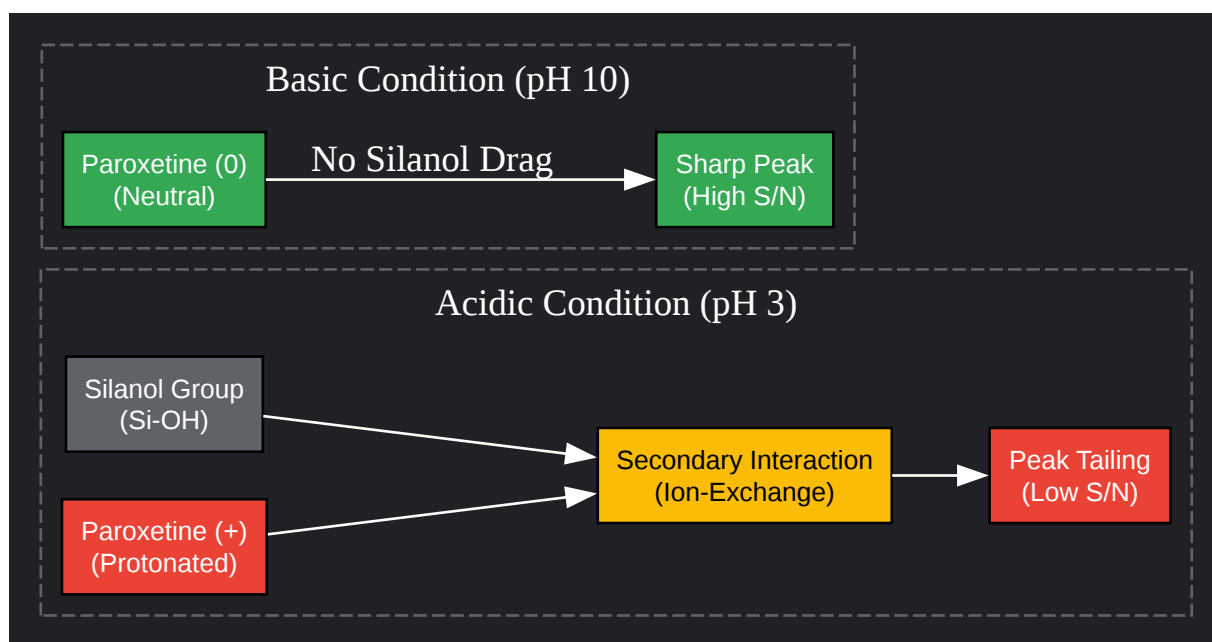 Basic Condition (pH 10)
Paroxetine (0)
(Neutral)
No Silanol Drag
Sharp Peak
(High S/N)
Acidic Condition (pH 3)
Silanol Group
(Si-OH)
Paroxetine (+)
(Protonated)
Secondary Interaction
(Ion-Exchange)
Peak Tailing
(Low S/N)